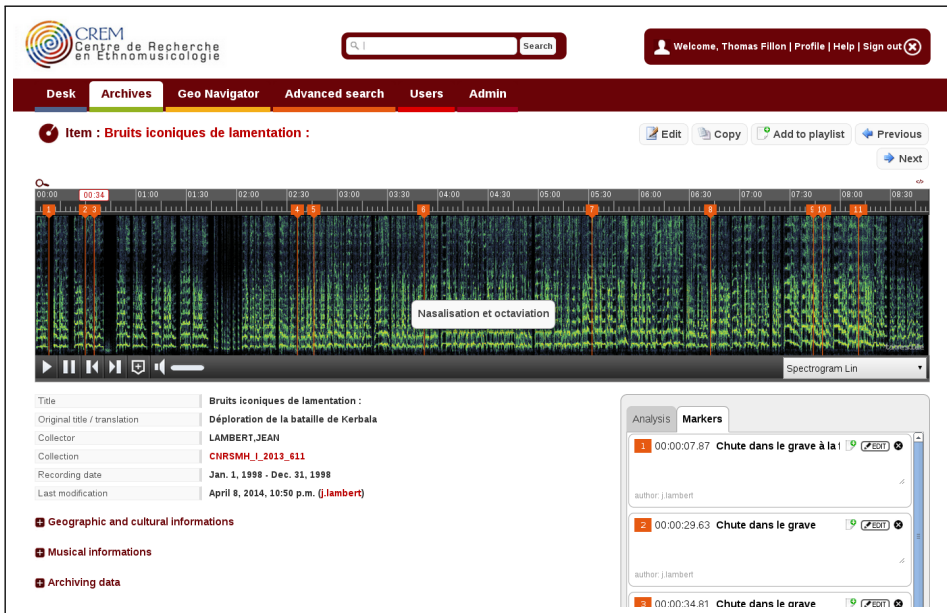 CREM
Centre de Recherche
en Ethnomusicologie
Search
Welcome, Thomas Fillon | Profile | Help | Sign out
Desk Archives Geo Navigator Advanced search Users Admin
Item : Bruits iconiques de lamentation :
Edit Copy Add to playlist Previous
Next
00:00 00:34 01:00 01:30 02:00 02:30 03:00 03:30 04:00 04:30 05:00 05:30 06:00 06:30 07:00 07:30 08:00 08:30
1 2 3 4 5 6 7 8 9 10 11
Nasalisation et octaviation
Spectrogram Lin
Title Bruits iconiques de lamentation :
Original title / translation Déploration de la bataille de Kerbala
Collector LAMBERT,JEAN
Collection CNRSMH_I_2013_611
Recording date Jan. 1, 1998 - Dec. 31, 1998
Last modification April 8, 2014, 10:50 p.m. (j.lambert)
Geographic and cultural informations
Musical informations
Archiving data
Analysis Markers
1 00:00:07.87 Chute dans le grave à la f EDIT
author: j.lambert
2 00:00:29.63 Chute dans le grave EDIT
author: j.lambert
3 00:00:34.81 Chute dans le grave EDIT